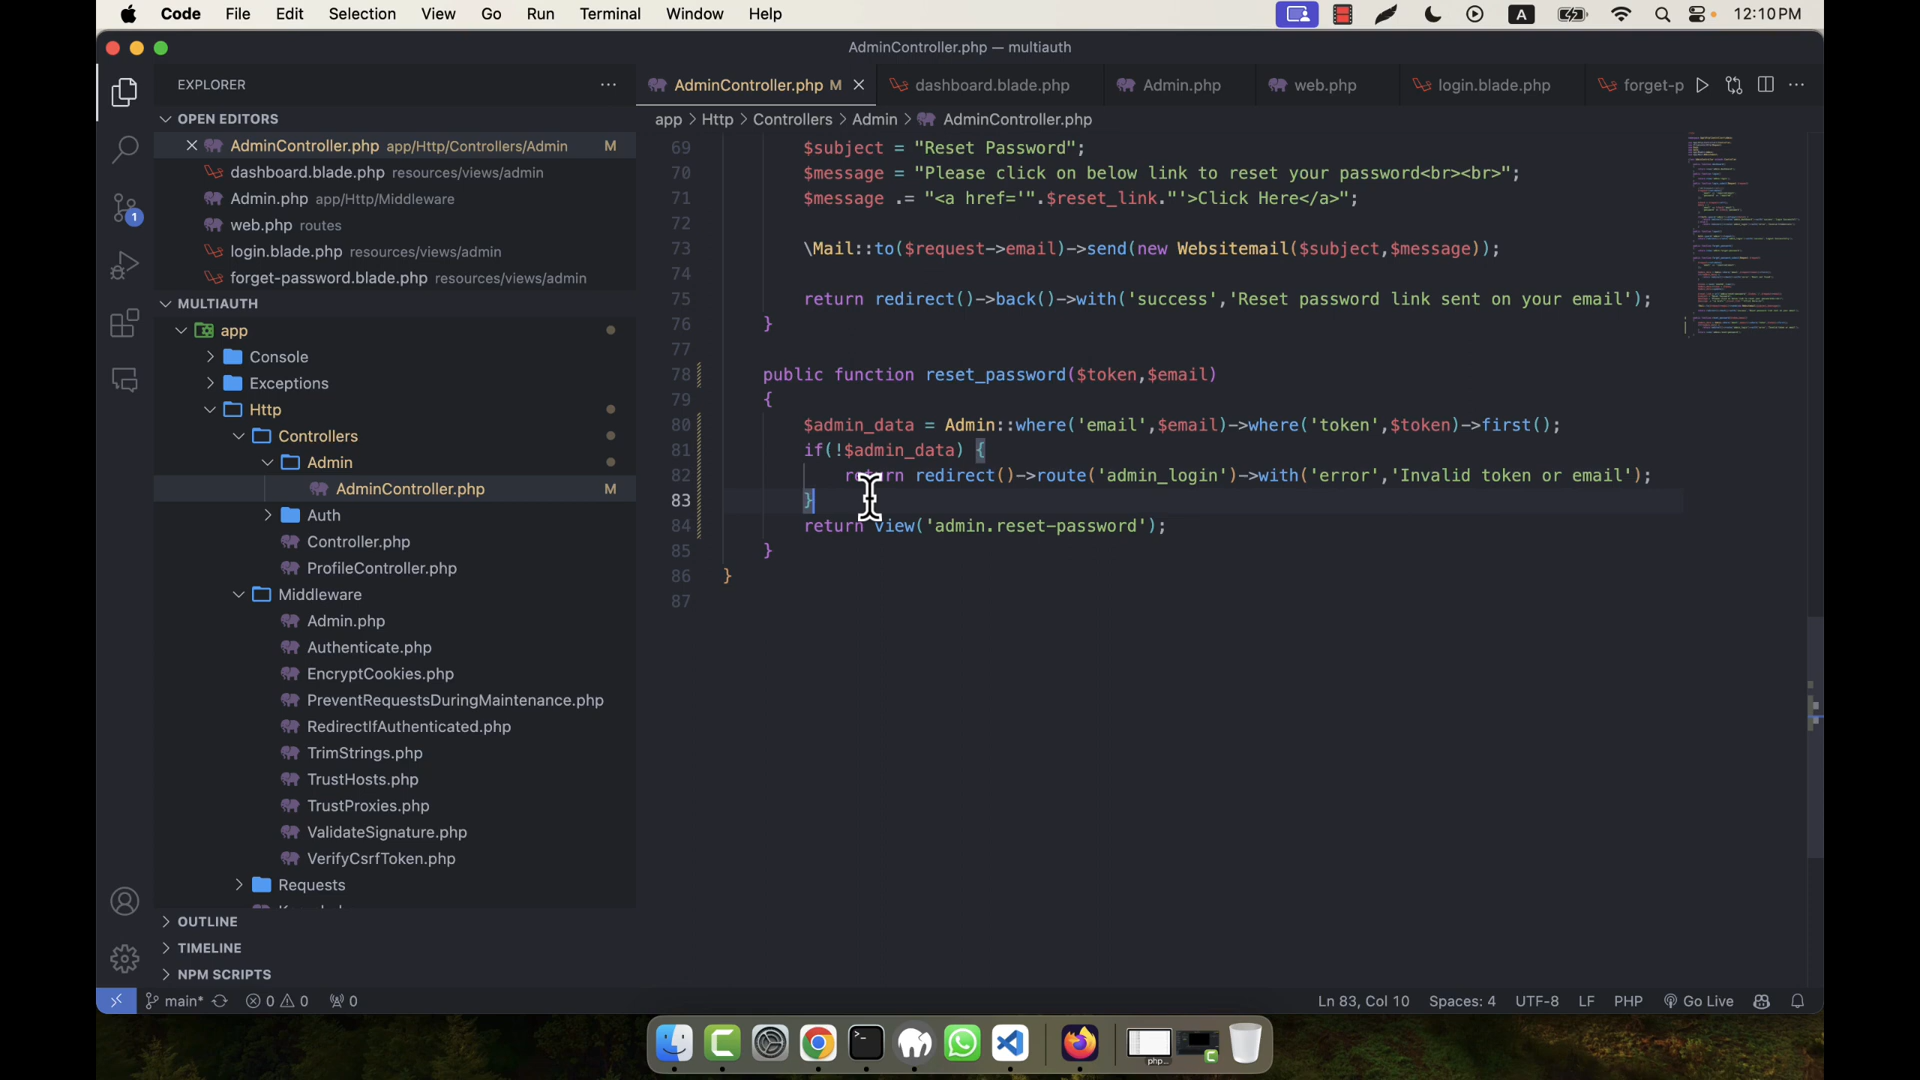 Code File Edit Selection View Go Run Terminal Window Help A 12:10 PM
AdminController.php — multiauth
EXPLORER
AdminController.php M dashboard.blade.php Admin.php web.php login.blade.php forget-p
OPEN EDITORS
app > Http > Controllers > Admin > AdminController.php
AdminController.php app/Http/Controllers/Admin M
dashboard.blade.php resources/views/admin
Admin.php app/Http/Middleware
web.php routes
login.blade.php resources/views/admin
forget-password.blade.php resources/views/admin
MULTIAUTH
app
Console
Exceptions
Http
Controllers
Admin
AdminController.php M
Auth
Controller.php
ProfileController.php
Middleware
Admin.php
Authenticate.php
EncryptCookies.php
PreventRequestsDuringMaintenance.php
RedirectIfAuthenticated.php
TrimStrings.php
TrustHosts.php
TrustProxies.php
ValidateSignature.php
VerifyCsrfToken.php
Requests
OUTLINE
TIMELINE
NPM SCRIPTS
1
69 $subject = "Reset Password";
70 $message = "Please click on below link to reset your password<br><br>";
71 $message .= "<a href='".$reset_link."'>Click Here</a>";
72
73 \Mail::to($request->email)->send(new Websitemail($subject,$message));
74
75 return redirect()->back()->with('success','Reset password link sent on your email');
76 }
77
78 public function reset_password($token,$email)
79 {
80 $admin_data = Admin::where('email',$email)->where('token',$token)->first();
81 if(!$admin_data) {
82 return redirect()->route('admin_login')->with('error','Invalid token or email');
83 }
84 return view('admin.reset-password');
85 }
86 }
87
main* 0 0 0 Ln 83, Col 10 Spaces: 4 UTF-8 LF PHP Go Live
php...